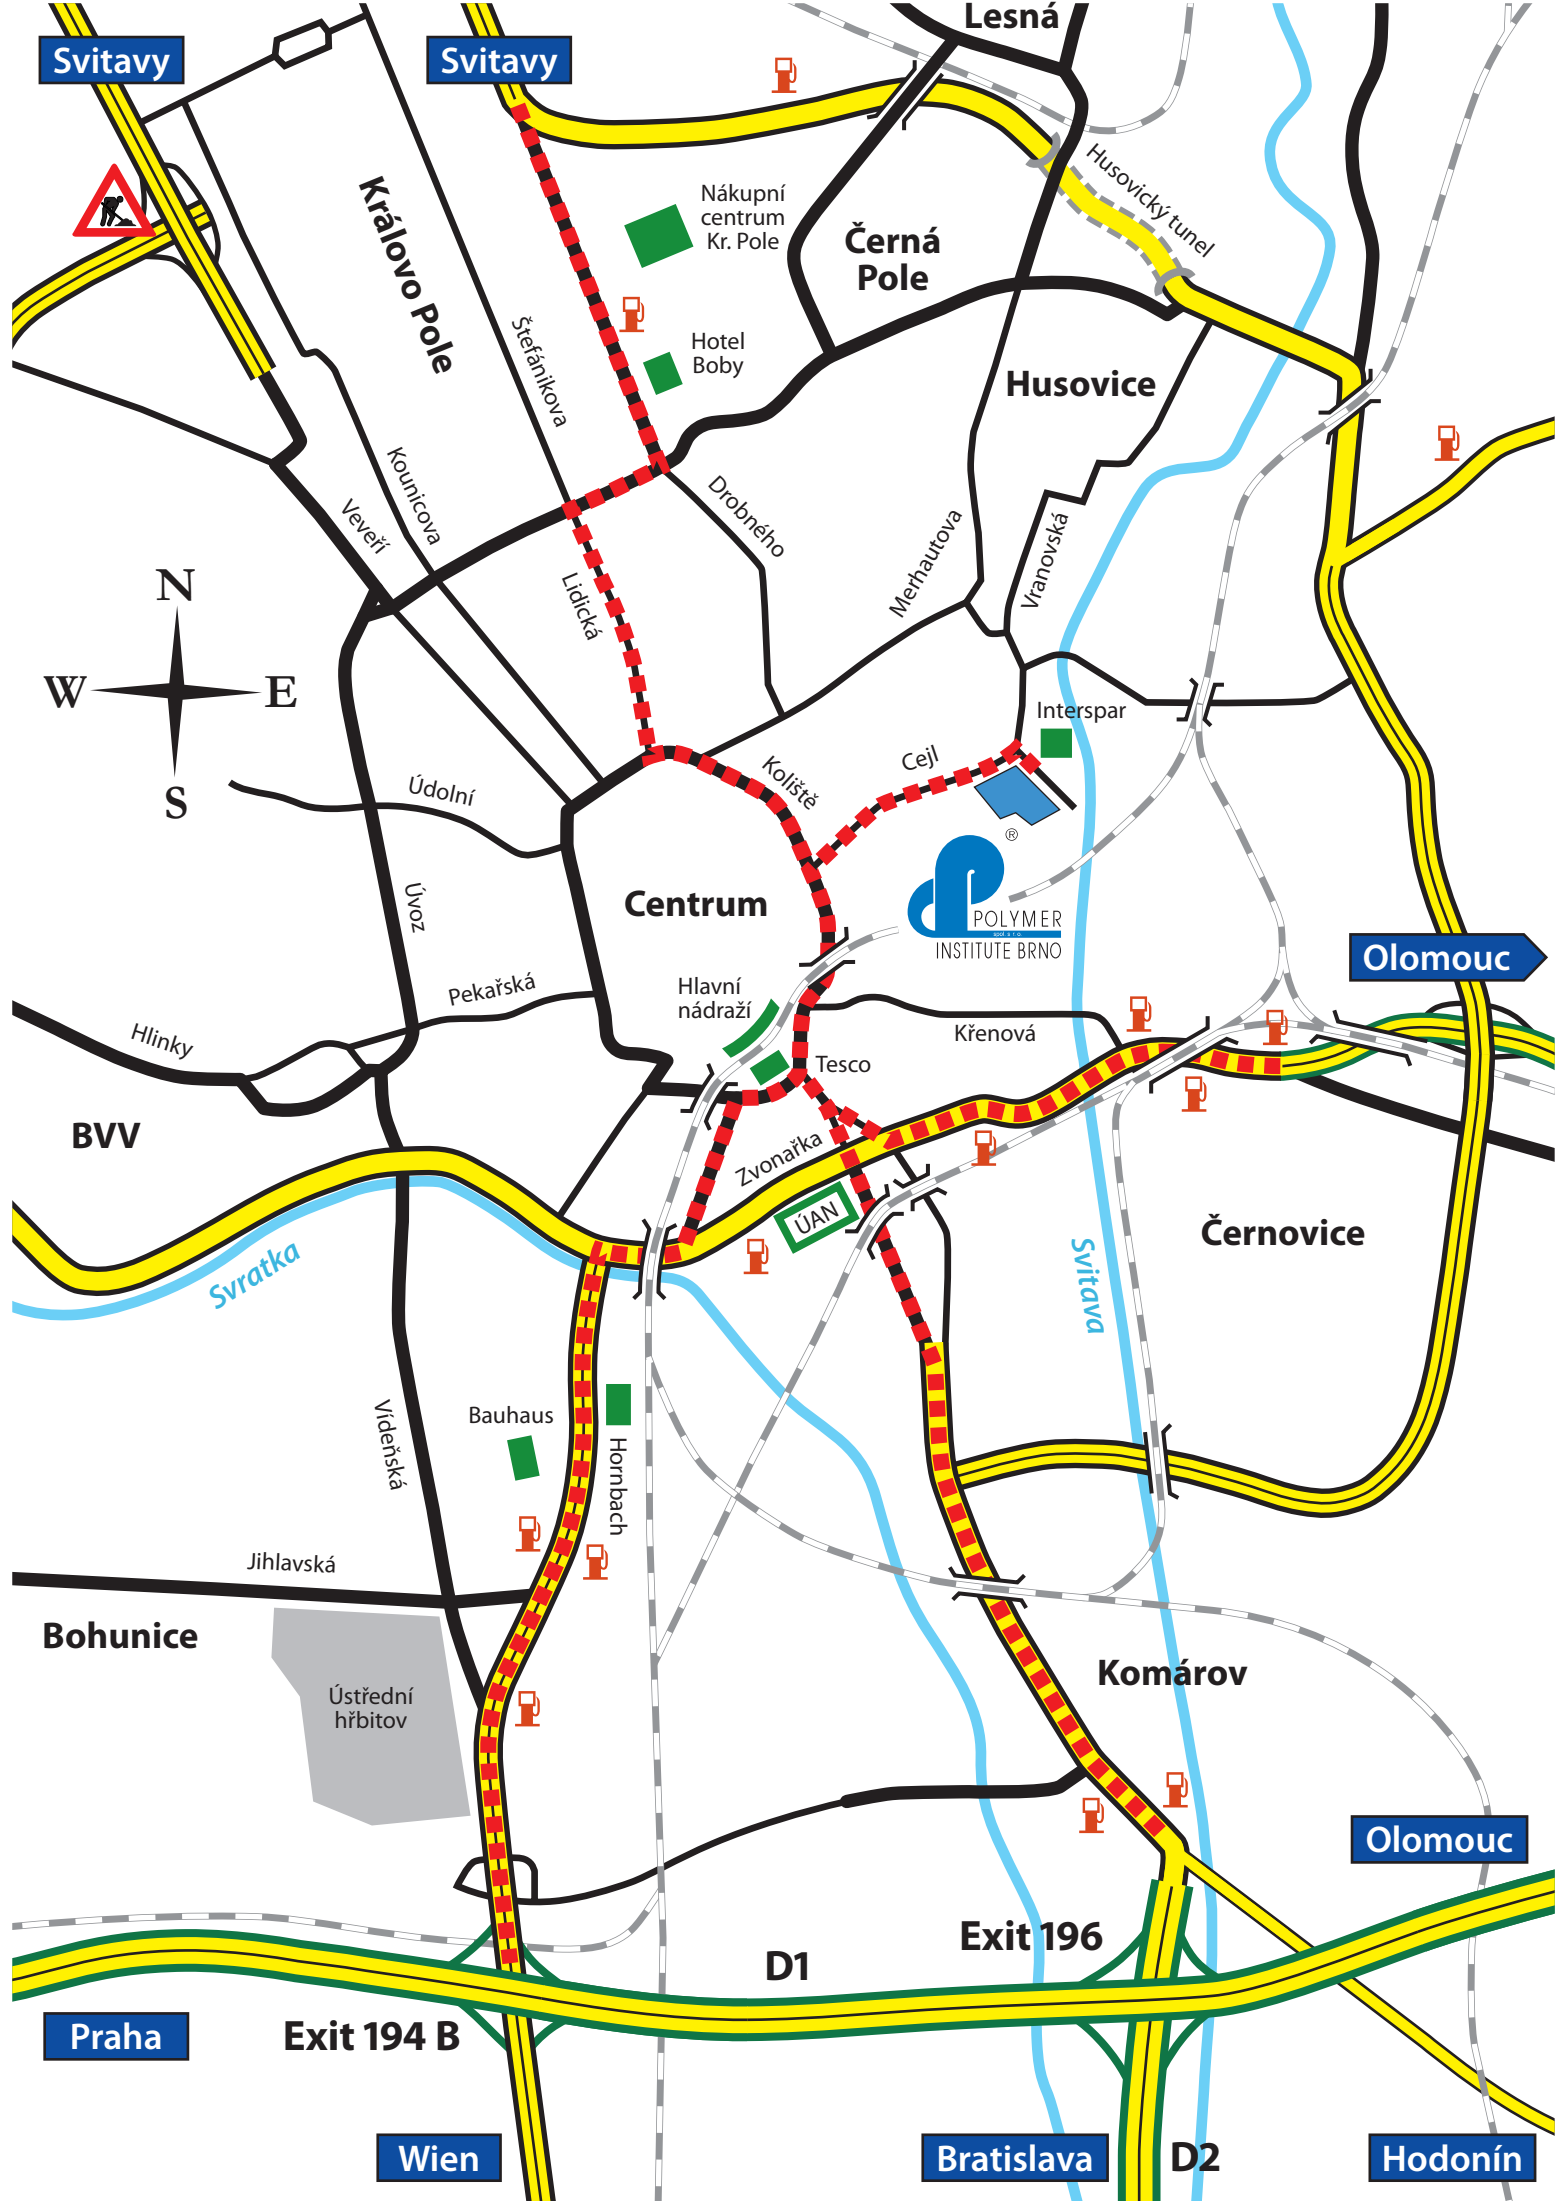 Lesná
Svitavy
Svitavy
Husovický tunel
Nákupní
centrum
Kr. Pole
Královo Pole
Černá
Pole
Štefánikova
Hotel
Boby
Husovice
Kounicova
Veveří
Drobného
Merhautova
Vranovská
Lidická
N
W
E
S
Interspar
Cejl
Koliště
Údolní
®
Úvoz
Centrum
POLYMER
spol. s r. o.
INSTITUTE BRNO
Olomouc
Pekařská
Hlavní
nádraží
Hlinky
Křenová
Tesco
BVV
Zvonařka
ÚAN
Černovice
Svratka
Svitava
Vídeňská
Bauhaus
Hornbach
Jihlavská
Bohunice
Ústřední
hřbitov
Komárov
Olomouc
Exit 196
D1
Praha
Exit 194 B
Wien
Bratislava
D2
Hodonín